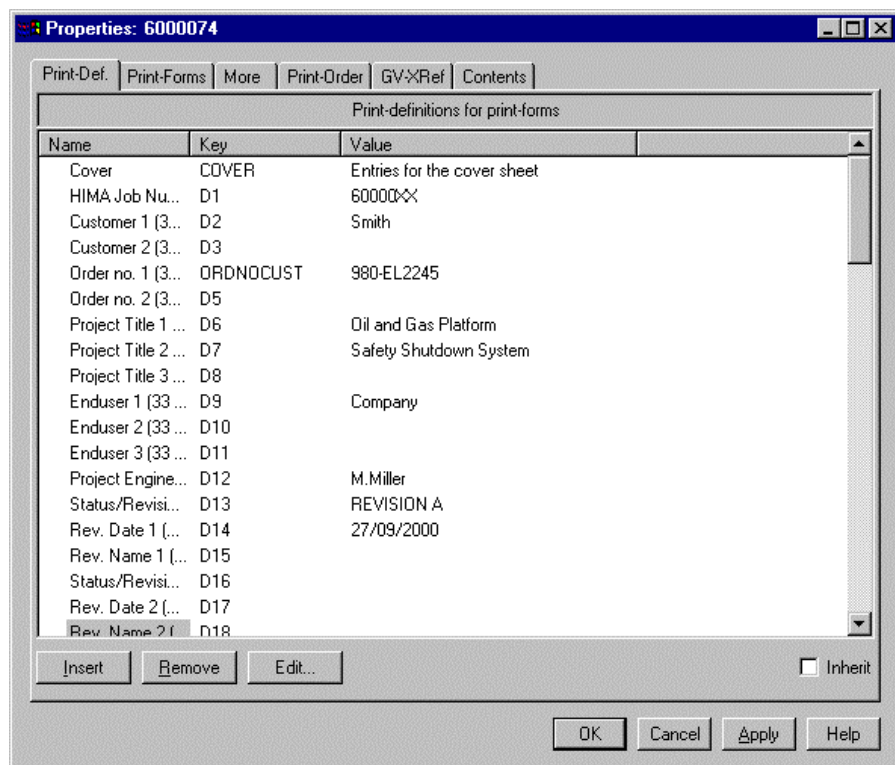 Properties: 6000074
Print-Def. Print-Forms More Print-Order GV-XRef Contents
Print-definitions for print-forms
Name Key Value
Cover COVER Entries for the cover sheet
HIMA Job Nu... D1 60000XX
Customer 1 (3... D2 Smith
Customer 2 (3... D3
Order no. 1 (3... ORDNOCUST 980-EL2245
Order no. 2 (3... D5
Project Title 1 ... D6 Oil and Gas Platform
Project Title 2 ... D7 Safety Shutdown System
Project Title 3 ... D8
Enduser 1 (33 ... D9 Company
Enduser 2 (33 ... D10
Enduser 3 (33 ... D11
Project Engine... D12 M.Miller
Status/Revisi... D13 REVISION A
Rev. Date 1 (... D14 27/09/2000
Rev. Name 1 (... D15
Status/Revisi... D16
Rev. Date 2 (... D17
Rev. Name 2 (... D18
Insert Remove Edit... Inherit
OK Cancel Apply Help